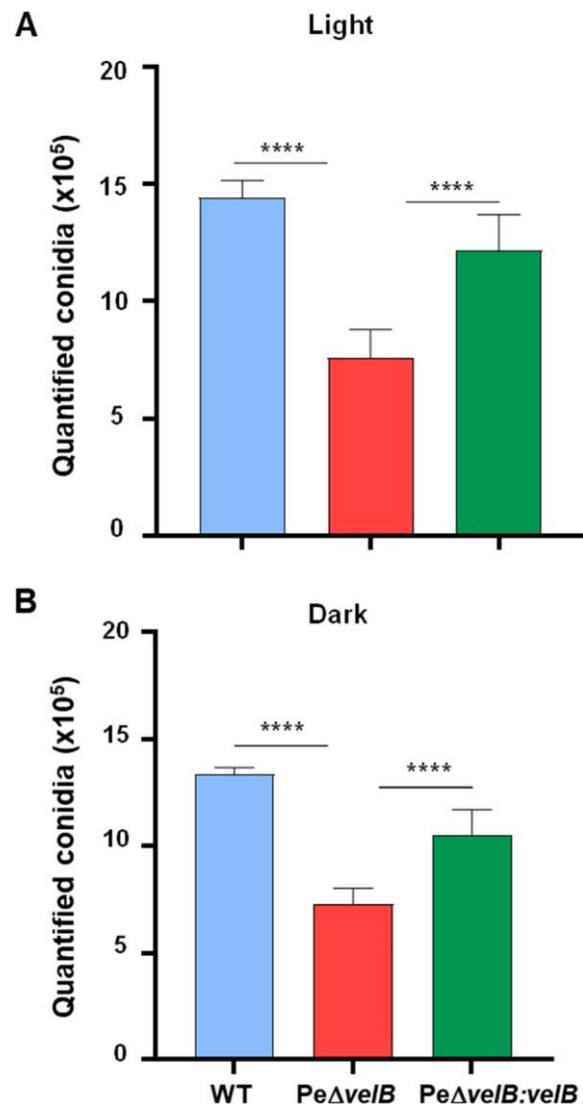 A
Light
Quantified conidia (x10⁵)
20
15
10
5
0
****
****
B
Dark
Quantified conidia (x10⁵)
20
15
10
5
0
****
****
WT PeΔvelB PeΔvelB:velB